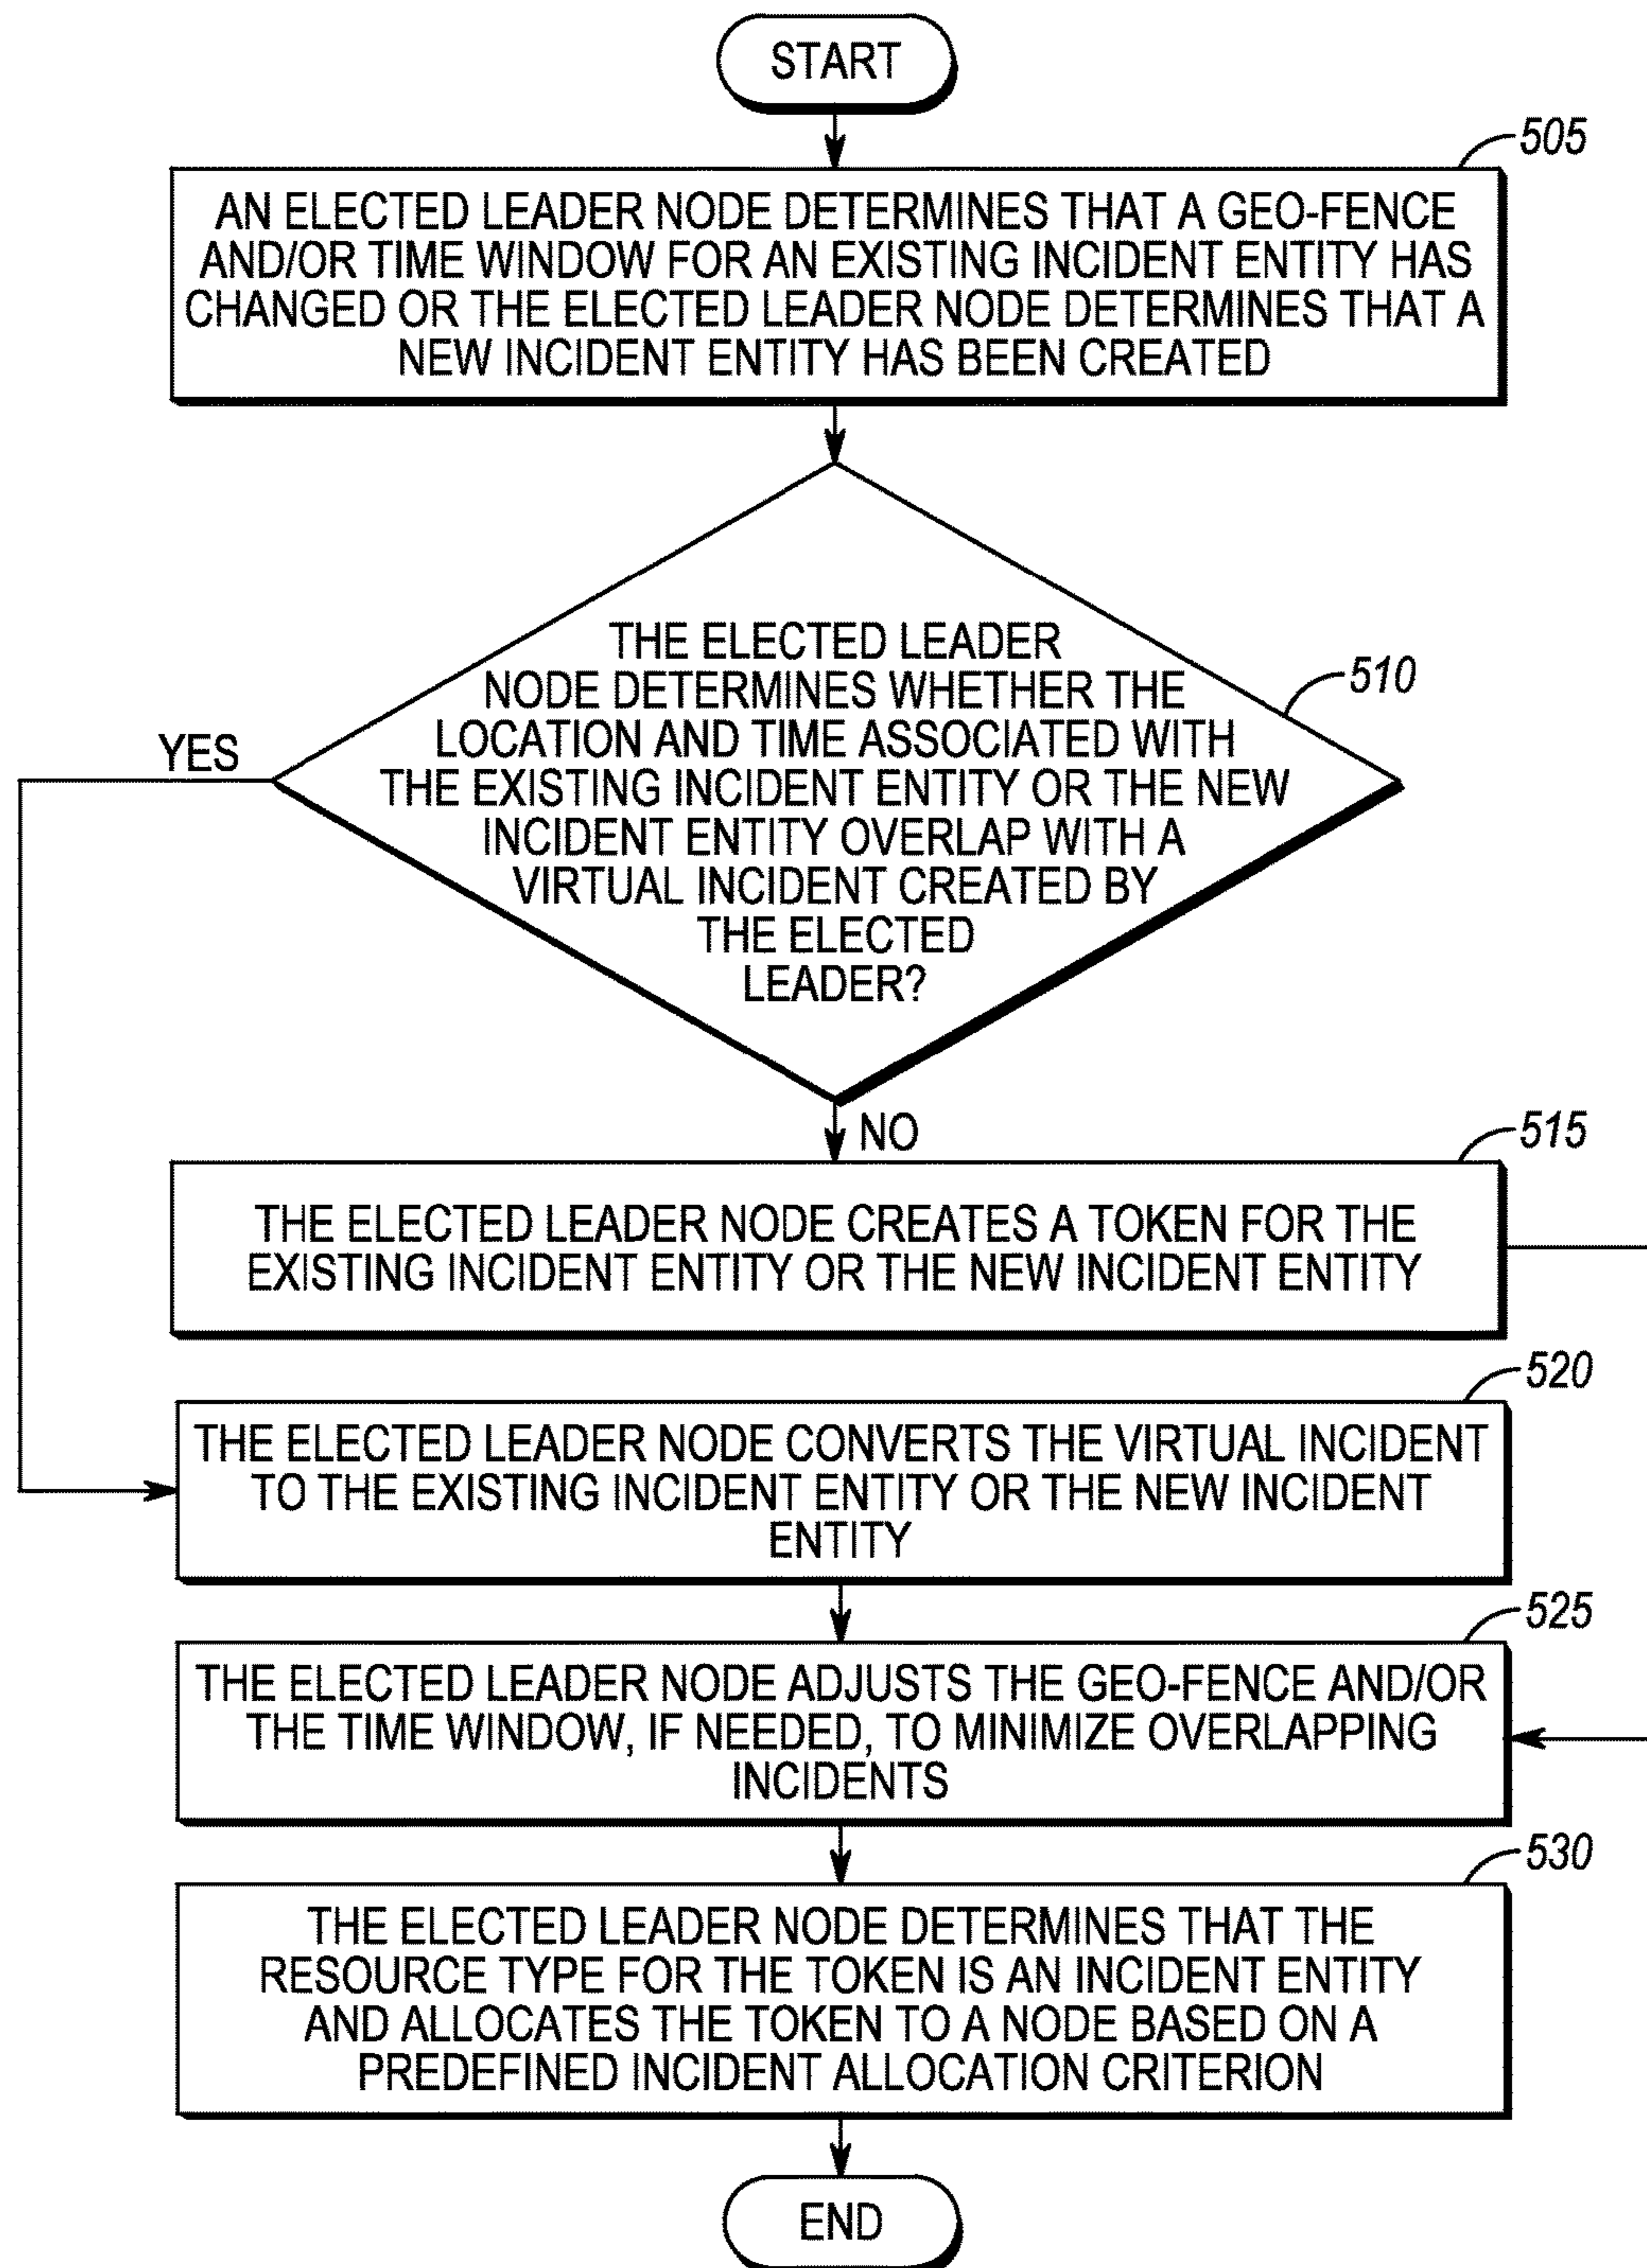 START
505
AN ELECTED LEADER NODE DETERMINES THAT A GEO-FENCE
AND/OR TIME WINDOW FOR AN EXISTING INCIDENT ENTITY HAS
CHANGED OR THE ELECTED LEADER NODE DETERMINES THAT A
NEW INCIDENT ENTITY HAS BEEN CREATED
THE ELECTED LEADER
NODE DETERMINES WHETHER THE
LOCATION AND TIME ASSOCIATED WITH
THE EXISTING INCIDENT ENTITY OR THE NEW
INCIDENT ENTITY OVERLAP WITH A
VIRTUAL INCIDENT CREATED BY
THE ELECTED
LEADER?
510
YES
NO
515
THE ELECTED LEADER NODE CREATES A TOKEN FOR THE
EXISTING INCIDENT ENTITY OR THE NEW INCIDENT ENTITY
520
THE ELECTED LEADER NODE CONVERTS THE VIRTUAL INCIDENT
TO THE EXISTING INCIDENT ENTITY OR THE NEW INCIDENT
ENTITY
525
THE ELECTED LEADER NODE ADJUSTS THE GEO-FENCE AND/OR
THE TIME WINDOW, IF NEEDED, TO MINIMIZE OVERLAPPING
INCIDENTS
530
THE ELECTED LEADER NODE DETERMINES THAT THE
RESOURCE TYPE FOR THE TOKEN IS AN INCIDENT ENTITY
AND ALLOCATES THE TOKEN TO A NODE BASED ON A
PREDEFINED INCIDENT ALLOCATION CRITERION
END